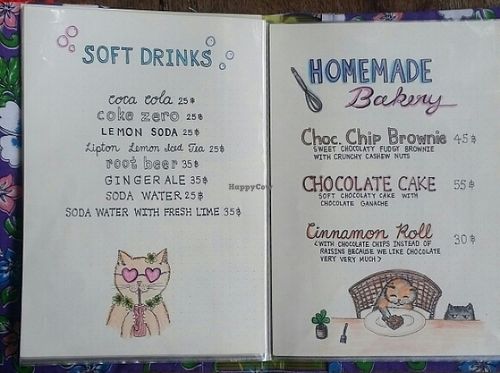 SOFT DRINKS
coca cola 25฿
coke zero 25฿
LEMON SODA 25฿
Lipton Lemon Iced Tea 25฿
root beer 35฿
GINGER ALE 35฿
SODA WATER 25฿
SODA WATER WITH FRESH LIME 35฿
HappyCow
HOMEMADE
Bakery
Choc. Chip Brownie 45฿
SWEET CHOCOLATY FUDGY BROWNIE
WITH CRUNCHY CASHEW NUTS
CHOCOLATE CAKE 55฿
SOFT CHOCOLATY CAKE WITH
CHOCOLATE GANACHE
Cinnamon Roll 30฿
(WITH CHOCOLATE CHIPS INSTEAD OF
RAISINS BECAUSE WE LIKE CHOCOLATE
VERY VERY MUCH)